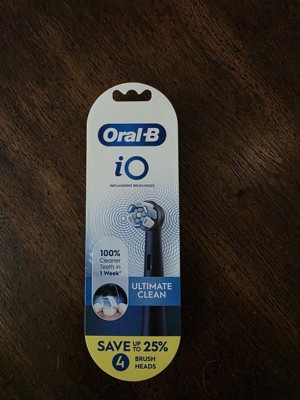 Oral-B
iO
REPLACEMENT BRUSH HEADS
100%
Cleaner
Teeth in
1 Week*
ULTIMATE
CLEAN
SAVE UP TO 25%
4 BRUSH
HEADS